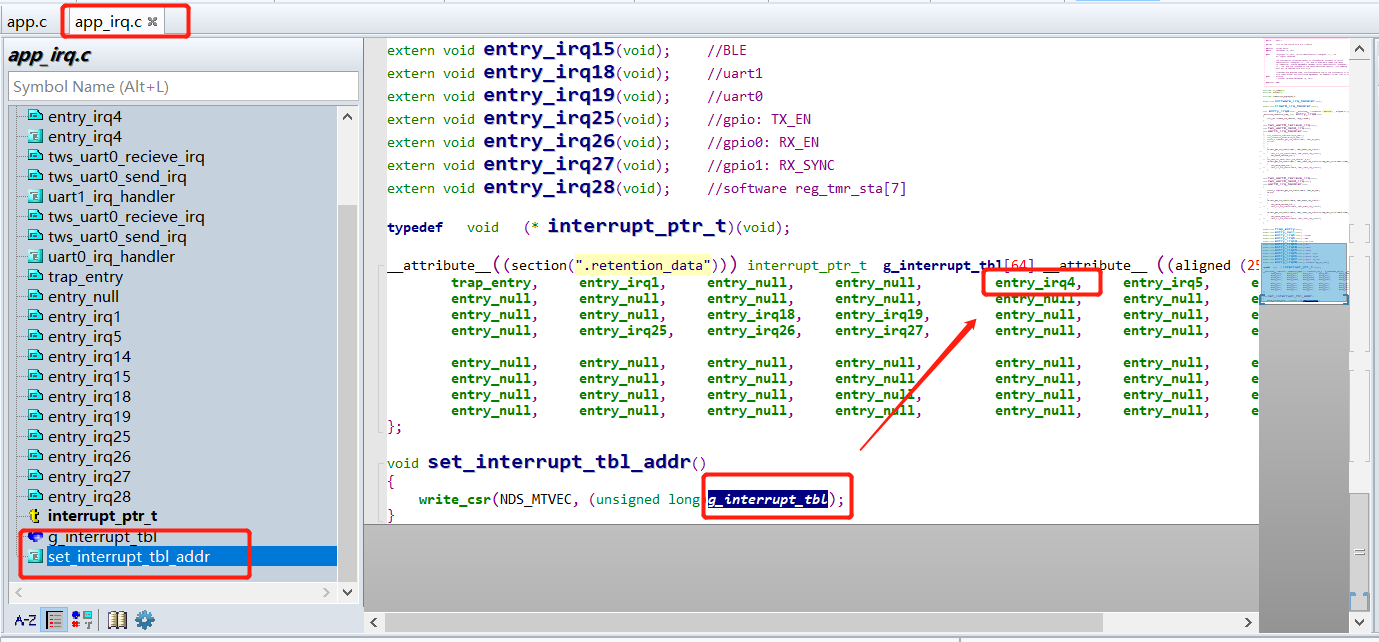 app.c
app_irq.c
app_irq.c
Symbol Name (Alt+L)
entry_irq4
entry_irq4
tws_uart0_recieve_irq
tws_uart0_send_irq
uart1_irq_handler
tws_uart0_recieve_irq
tws_uart0_send_irq
uart0_irq_handler
trap_entry
entry_null
entry_irq1
entry_irq5
entry_irq14
entry_irq15
entry_irq18
entry_irq19
entry_irq25
entry_irq26
entry_irq27
entry_irq28
interrupt_ptr_t
g_interrupt_tbl
set_interrupt_tbl_addr
A-Z
extern void entry_irq15(void); //BLE
extern void entry_irq18(void); //uart1
extern void entry_irq19(void); //uart0
extern void entry_irq25(void); //gpio: TX_EN
extern void entry_irq26(void); //gpio0: RX_EN
extern void entry_irq27(void); //gpio1: RX_SYNC
extern void entry_irq28(void); //software reg_tmr_sta[7]
typedef void (* interrupt_ptr_t)(void);
__attribute__((section(".retention_data"))) interrupt_ptr_t g_interrupt_tbl[64] __attribute__ ((aligned (25
trap_entry, entry_irq1, entry_null, entry_null, entry_irq4, entry_irq5, e
entry_null, entry_null, entry_null, entry_null, entry_null, entry_null, e
entry_null, entry_null, entry_irq18, entry_irq19, entry_null, entry_null, e
entry_null, entry_irq25, entry_irq26, entry_irq27, entry_null, entry_null, e
entry_null, entry_null, entry_null, entry_null, entry_null, entry_null, e
entry_null, entry_null, entry_null, entry_null, entry_null, entry_null, e
entry_null, entry_null, entry_null, entry_null, entry_null, entry_null, e
entry_null, entry_null, entry_null, entry_null, entry_null, entry_null, e
};
void set_interrupt_tbl_addr()
{
write_csr(NDS_MTVEC, (unsigned long g_interrupt_tbl);
}